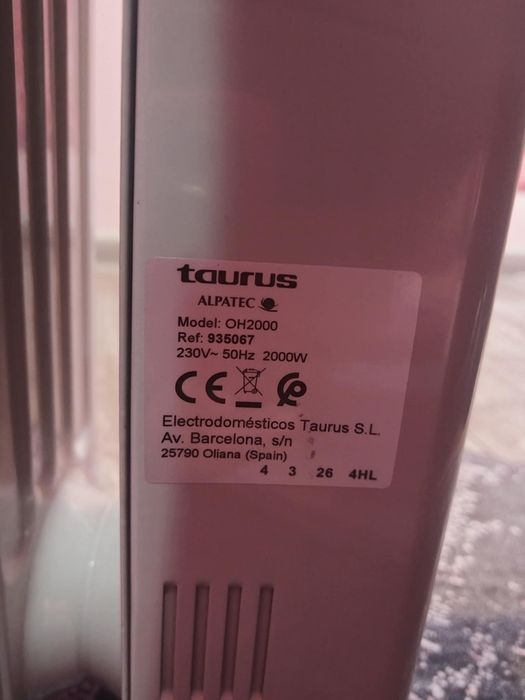 taurus
ALPATEC
Model: OH2000
Ref: 935067
230V~ 50Hz 2000W
CE
Electrodomésticos Taurus S.L.
Av. Barcelona, s/n
25790 Oliana (Spain)
4 3 26 4HL